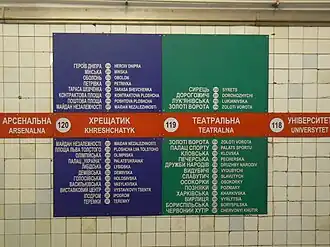 ГЕРОЇВ ДНІПРА HEROIV DNIPRA
МІНСЬКА MINSKA
ОБОЛОНЬ OBOLON
ПЕТРІВКА PETRIVKA
ТАРАСА ШЕВЧЕНКА TARASA SHEVCHENKA
КОНТРАКТОВА ПЛОЩА KONTRAKTOVA PLOSHCHA
ПОШТОВА ПЛОЩА POSHTOVA PLOSHCHA
МАЙДАН НЕЗАЛЕЖНОСТІ MAIDAN NEZALEZHNOSTI
СИРЕЦЬ SYRETS
ДОРОГОЖИЧІ DOROHOZHYCHI
ЛУК'ЯНІВСЬКА LUKIANIVSKA
ЗОЛОТІ ВОРОТА ZOLOTI VOROTA
АРСЕНАЛЬНА 120 ХРЕЩАТИК 119 ТЕАТРАЛЬНА 118 УНІВЕРСИТЕТ
ARSENALNA KHRESHCHATYK TEATRALNA UNIVERSYTET
МАЙДАН НЕЗАЛЕЖНОСТІ MAIDAN NEZALEZHNOSTI
ПЛОЩА ЛЬВА ТОЛСТОГО PLOSHCHA LVA TOLSTOHO
ОЛІМПІЙСЬКА OLIMPIISKA
ПАЛАЦ "УКРАЇНА" PALATS "UKRAINA"
ЛИБІДСЬКА LYBIDSKA
ДЕМІЇВСЬКА DEMIIVSKA
ГОЛОСІЇВСЬКА HOLOSIIVSKA
ВАСИЛЬКІВСЬКА VASYLKIVSKA
ВИСТАВКОВИЙ ЦЕНТР VYSTAVKOVYI TSENTR
ІПОДРОМ IPODROM
ТЕРЕМКИ TEREMKY
ЗОЛОТІ ВОРОТА ZOLOTI VOROTA
ПАЛАЦ СПОРТУ PALATS SPORTU
КЛОВСЬКА KLOVSKA
ПЕЧЕРСЬКА PECHERSKA
ДРУЖБИ НАРОДІВ DRUZHBY NARODIV
ВИДУБИЧІ VYDUBYCHI
СЛАВУТИЧ SLAVUTYCH
ОСОКОРКИ OSOKORKY
ПОЗНЯКИ POZNIAKY
ХАРКІВСЬКА KHARKIVSKA
ВИРЛИЦЯ VYRLYTSIA
БОРИСПІЛЬСЬКА BORYSPILSKA
ЧЕРВОНИЙ ХУТІР CHERVONYI KHUTIR